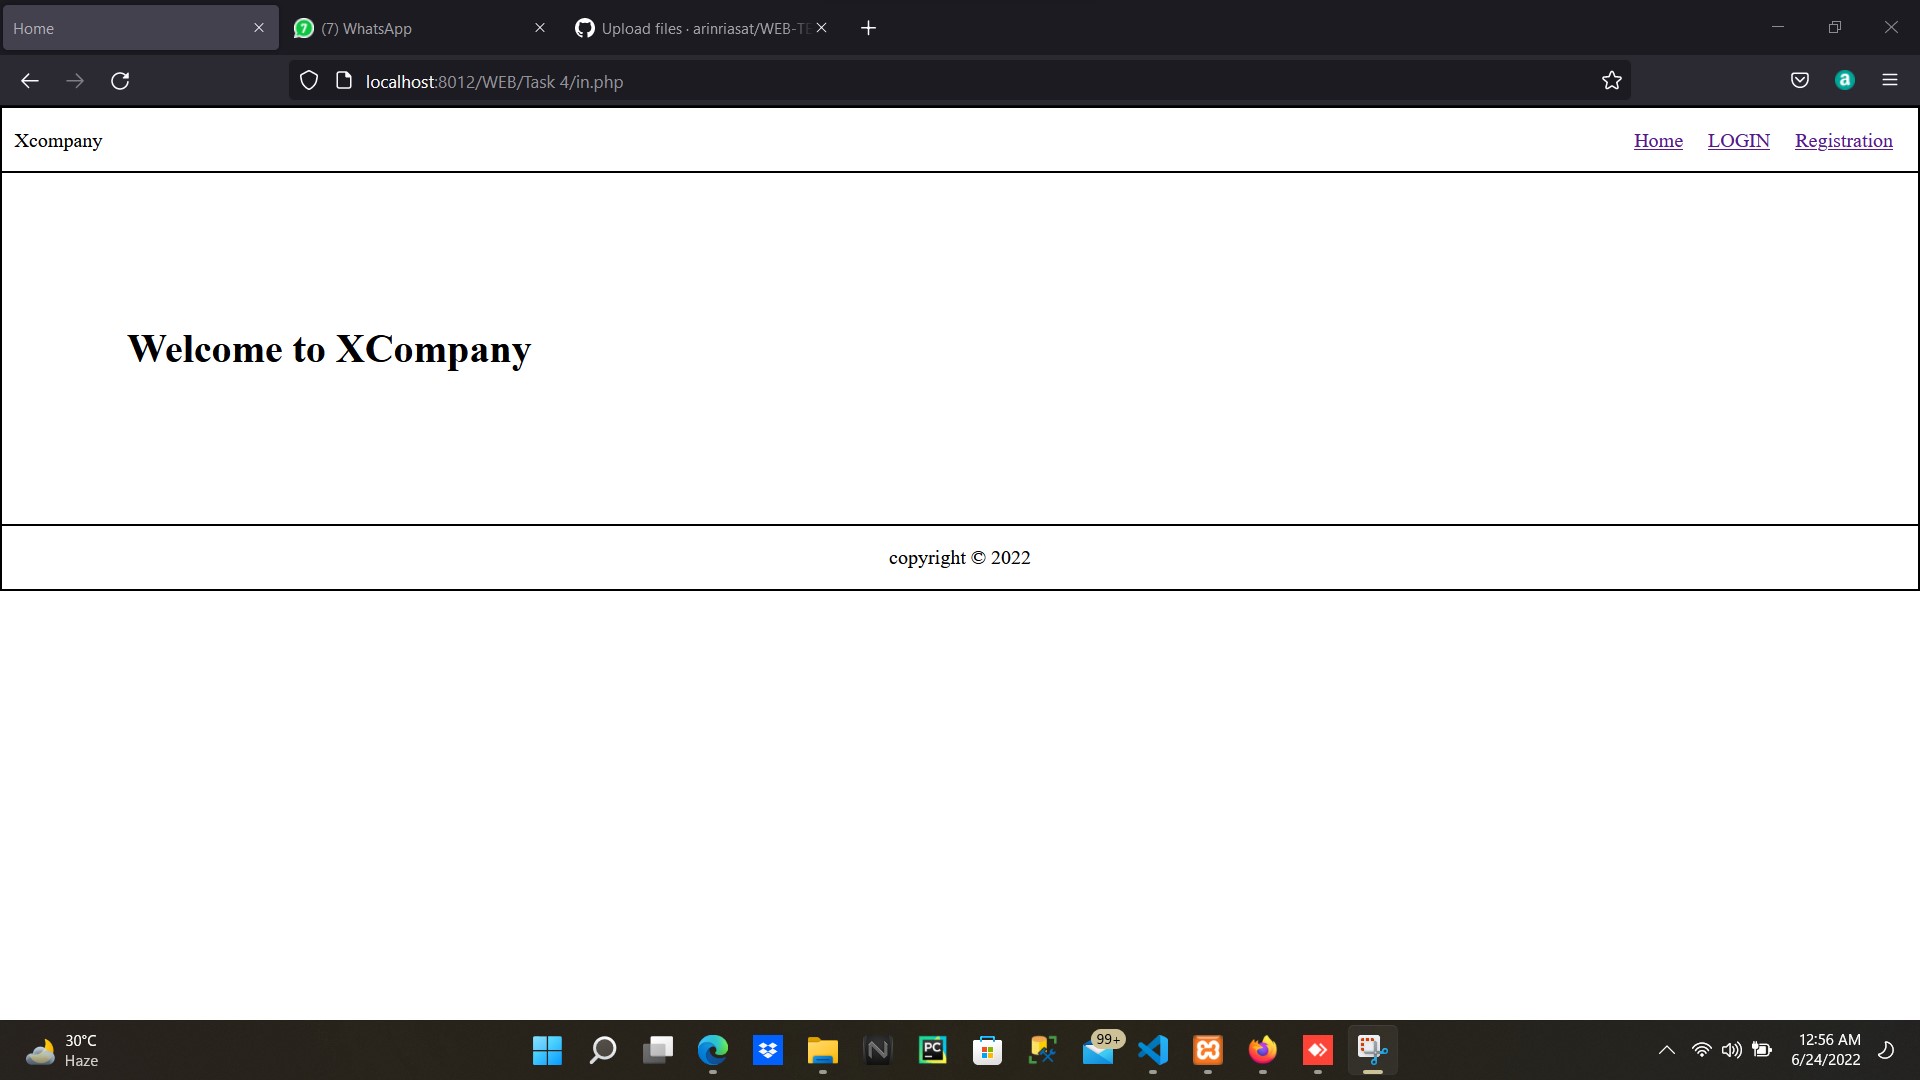 Home
(7) WhatsApp
Upload files · arinriasat/WEB-TE
localhost:8012/WEB/Task 4/in.php
Xcompany
Home LOGIN Registration
Welcome to XCompany
copyright © 2022
30°C
Haze
99+
12:56 AM
6/24/2022